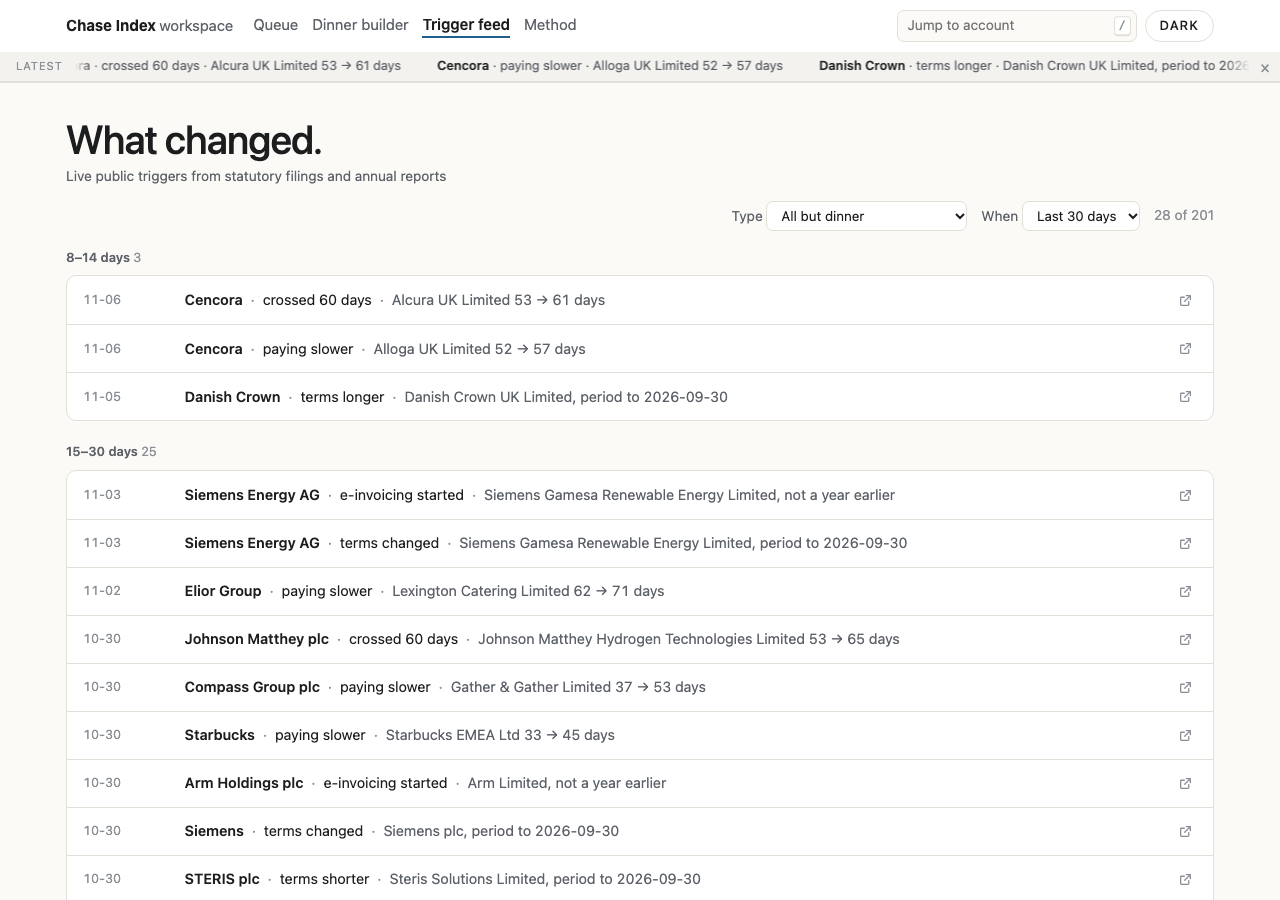 Chase Index workspace Queue Dinner builder Trigger feed Method Jump to account / DARK
LATEST ra · crossed 60 days · Alcura UK Limited 53 → 61 days Cencora · paying slower · Alloga UK Limited 52 → 57 days Danish Crown · terms longer · Danish Crown UK Limited, period to 2026 ×
What changed.
Live public triggers from statutory filings and annual reports
Type All but dinner When Last 30 days 28 of 201
8–14 days 3
11-06 Cencora · crossed 60 days · Alcura UK Limited 53 → 61 days
11-06 Cencora · paying slower · Alloga UK Limited 52 → 57 days
11-05 Danish Crown · terms longer · Danish Crown UK Limited, period to 2026-09-30
15–30 days 25
11-03 Siemens Energy AG · e-invoicing started · Siemens Gamesa Renewable Energy Limited, not a year earlier
11-03 Siemens Energy AG · terms changed · Siemens Gamesa Renewable Energy Limited, period to 2026-09-30
11-02 Elior Group · paying slower · Lexington Catering Limited 62 → 71 days
10-30 Johnson Matthey plc · crossed 60 days · Johnson Matthey Hydrogen Technologies Limited 53 → 65 days
10-30 Compass Group plc · paying slower · Gather & Gather Limited 37 → 53 days
10-30 Starbucks · paying slower · Starbucks EMEA Ltd 33 → 45 days
10-30 Arm Holdings plc · e-invoicing started · Arm Limited, not a year earlier
10-30 Siemens · terms changed · Siemens plc, period to 2026-09-30
10-30 STERIS plc · terms shorter · Steris Solutions Limited, period to 2026-09-30